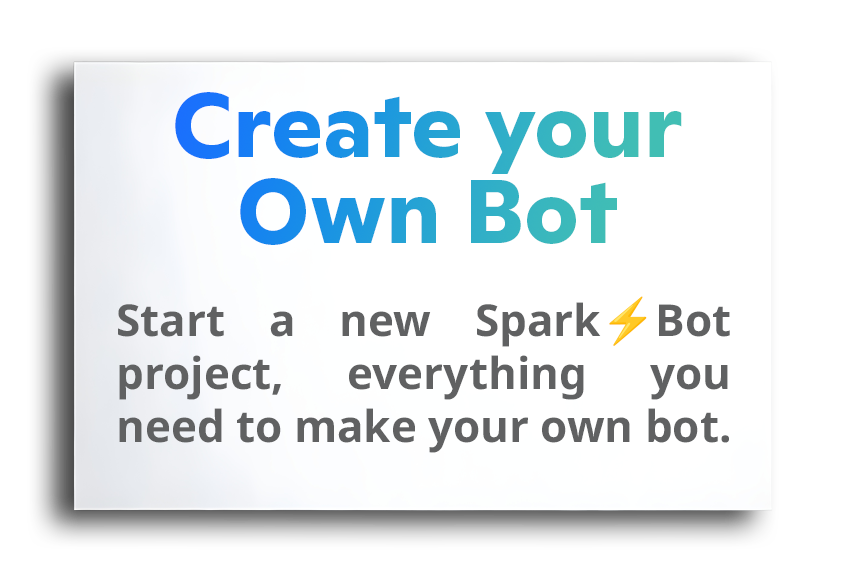 Create your
Own Bot
Start a new Spark⚡Bot
project, everything you
need to make your own bot.